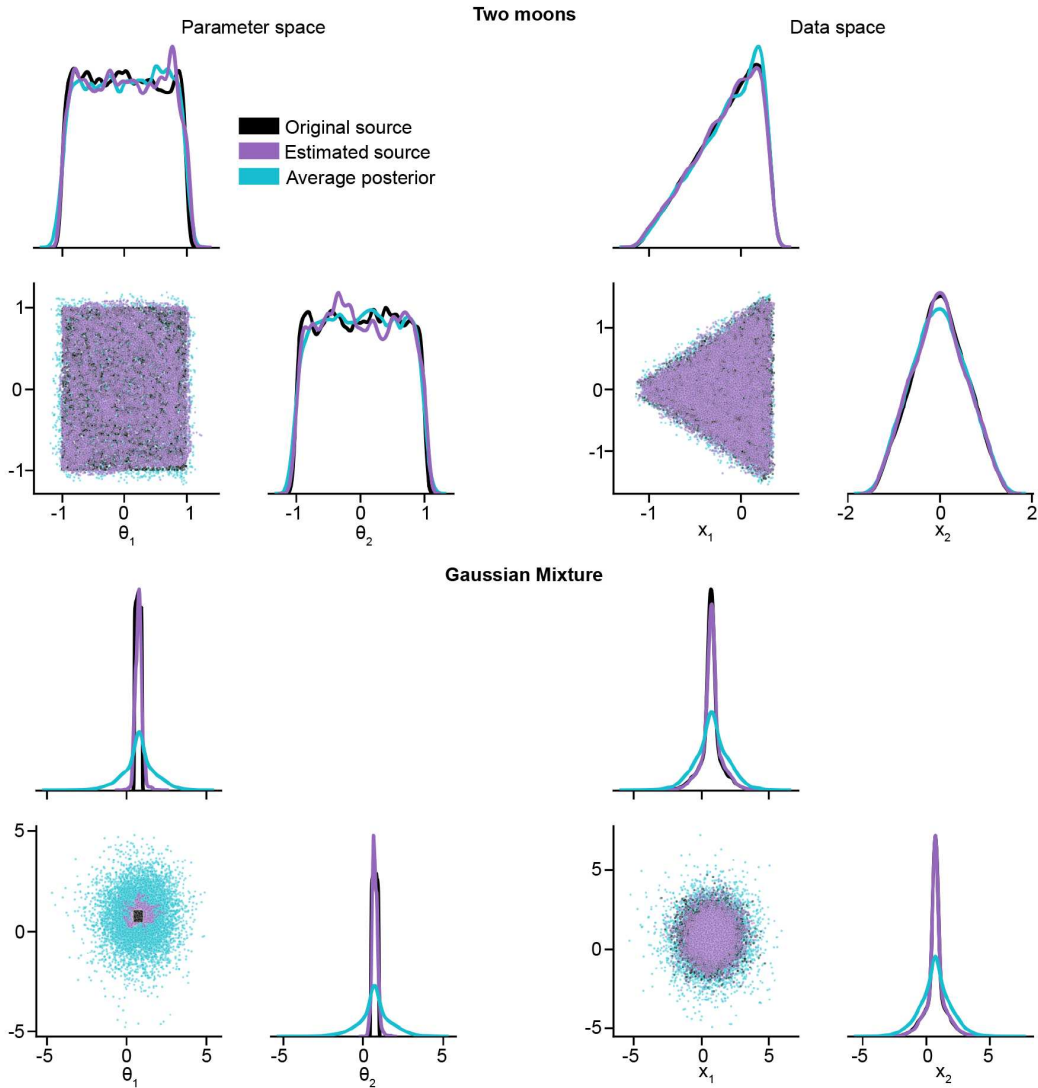 Two moons
Parameter space
Data space
Original source
Estimated source
Average posterior
1
0
-1
-1 0 1
θ1
-1 0 1
θ2
1
0
-1
-1 0
x1
-2 0 2
x2
Gaussian Mixture
5
0
-5
-5 0 5
θ1
-5 0 5
θ2
5
0
-5
-5 0 5
x1
-5 0 5
x2